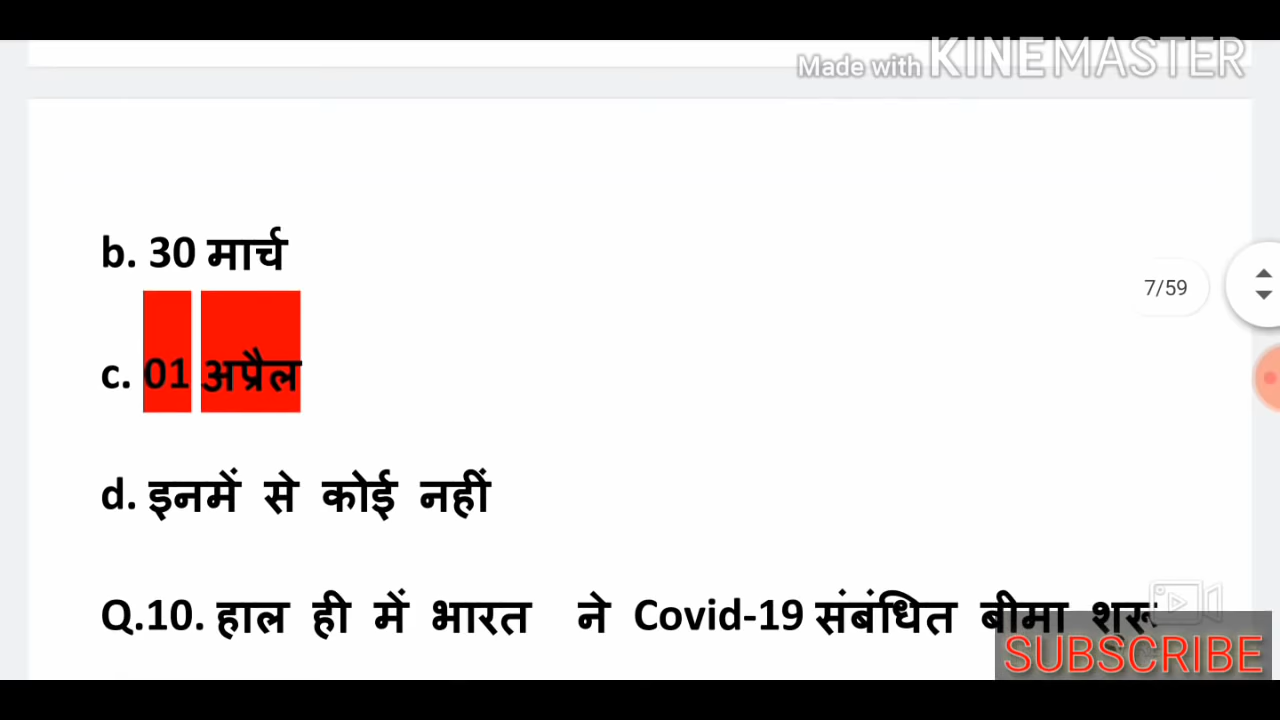 Made with KINEMASTER
b. 30 मार्च
7/59
c. 01 अप्रैल
d. इनमें से कोई नहीं
Q.10. हाल ही में भारत ने Covid-19 संबंधित बीमा शुरू
SUBSCRIBE